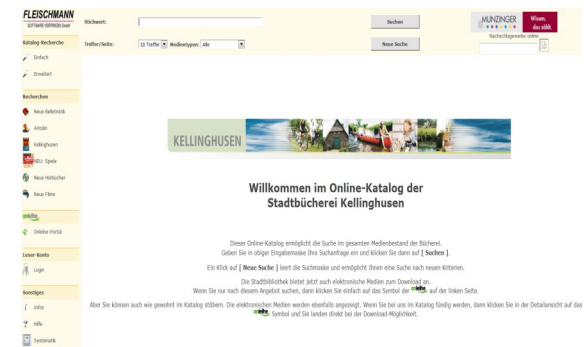 FLEISCHMANN
SOFTWARE VERTRIEBS GmbH
Stichwort:
Suchen
MUNZINGER
Wissen, das zählt
Treffer/Seite:
10 Treffer
Medientypen:
Alle
Neue Suche
Nachschlagewerke online
Katalog-Recherche
Einfach
Erweitert
Recherchen
Neue Belletristik
Antolin
Kellinghusen
NEU: Spiele
Neue Hörbücher
Neue Filme
onleihe
Onleihe-Portal
Leser-Konto
Login
Sonstiges
Infos
Hilfe
Systematik
KELLINGHUSEN
Willkommen im Online-Katalog der
Stadtbücherei Kellinghusen
Dieser Online-Katalog ermöglicht die Suche im gesamten Medienbestand der Bücherei.
Geben Sie in obiger Eingabemaske Ihre Suchanfrage ein und klicken Sie dann auf [ Suchen ].
Ein Klick auf [ Neue Suche ] leert die Suchmaske und ermöglicht Ihnen eine Suche nach neuen Kriterien.
Die Stadtbibliothek bietet jetzt auch elektronische Medien zum Download an.
Wenn Sie nur nach diesem Angebot suchen, dann klicken Sie einfach auf das Symbol der onleihe auf der linken Seite.
Aber Sie können auch wie gewohnt im Katalog stöbern. Die elektronischen Medien werden ebenfalls angezeigt. Wenn Sie bei uns im Katalog fündig werden, dann klicken Sie in der Detailansicht auf das
onleihe Symbol und Sie landen direkt bei der Download-Möglichkeit.